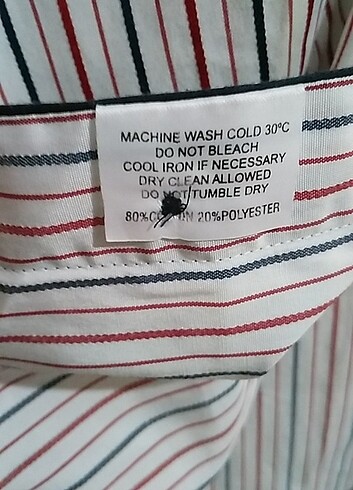 MACHINE WASH COLD 30°C
DO NOT BLEACH
COOL IRON IF NECESSARY
DRY CLEAN ALLOWED
DO NOT TUMBLE DRY
80% 20%POLYESTER